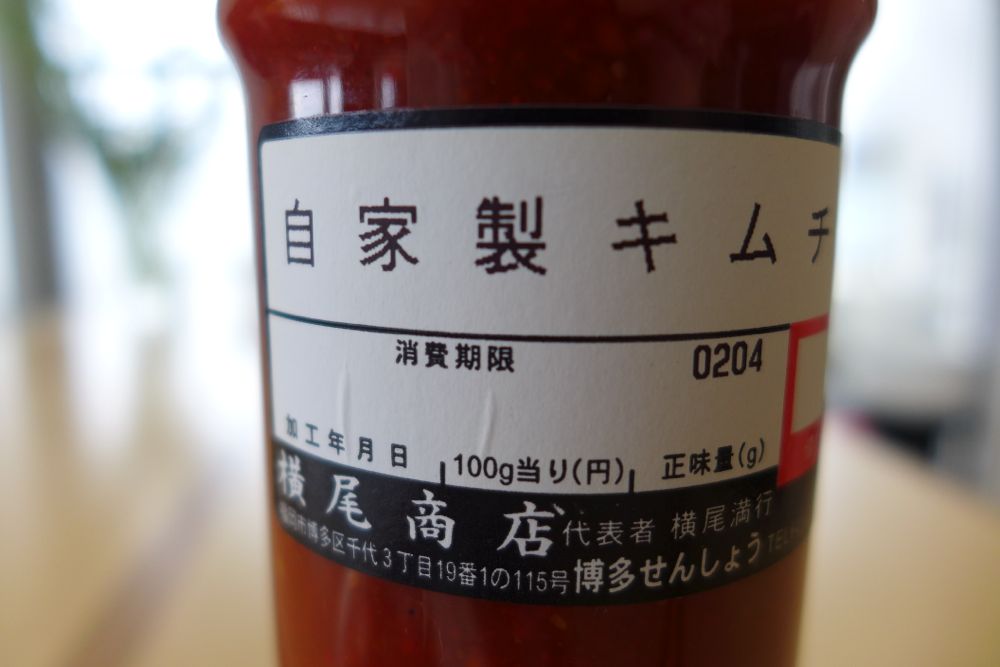 自家製キムチ
消費期限 0204
加工年月日 100g当り(円) 正味量(g)
横尾商店 代表者 横尾満行
岡市博多区千代3丁目19番1の115号 博多せんしょう TEL